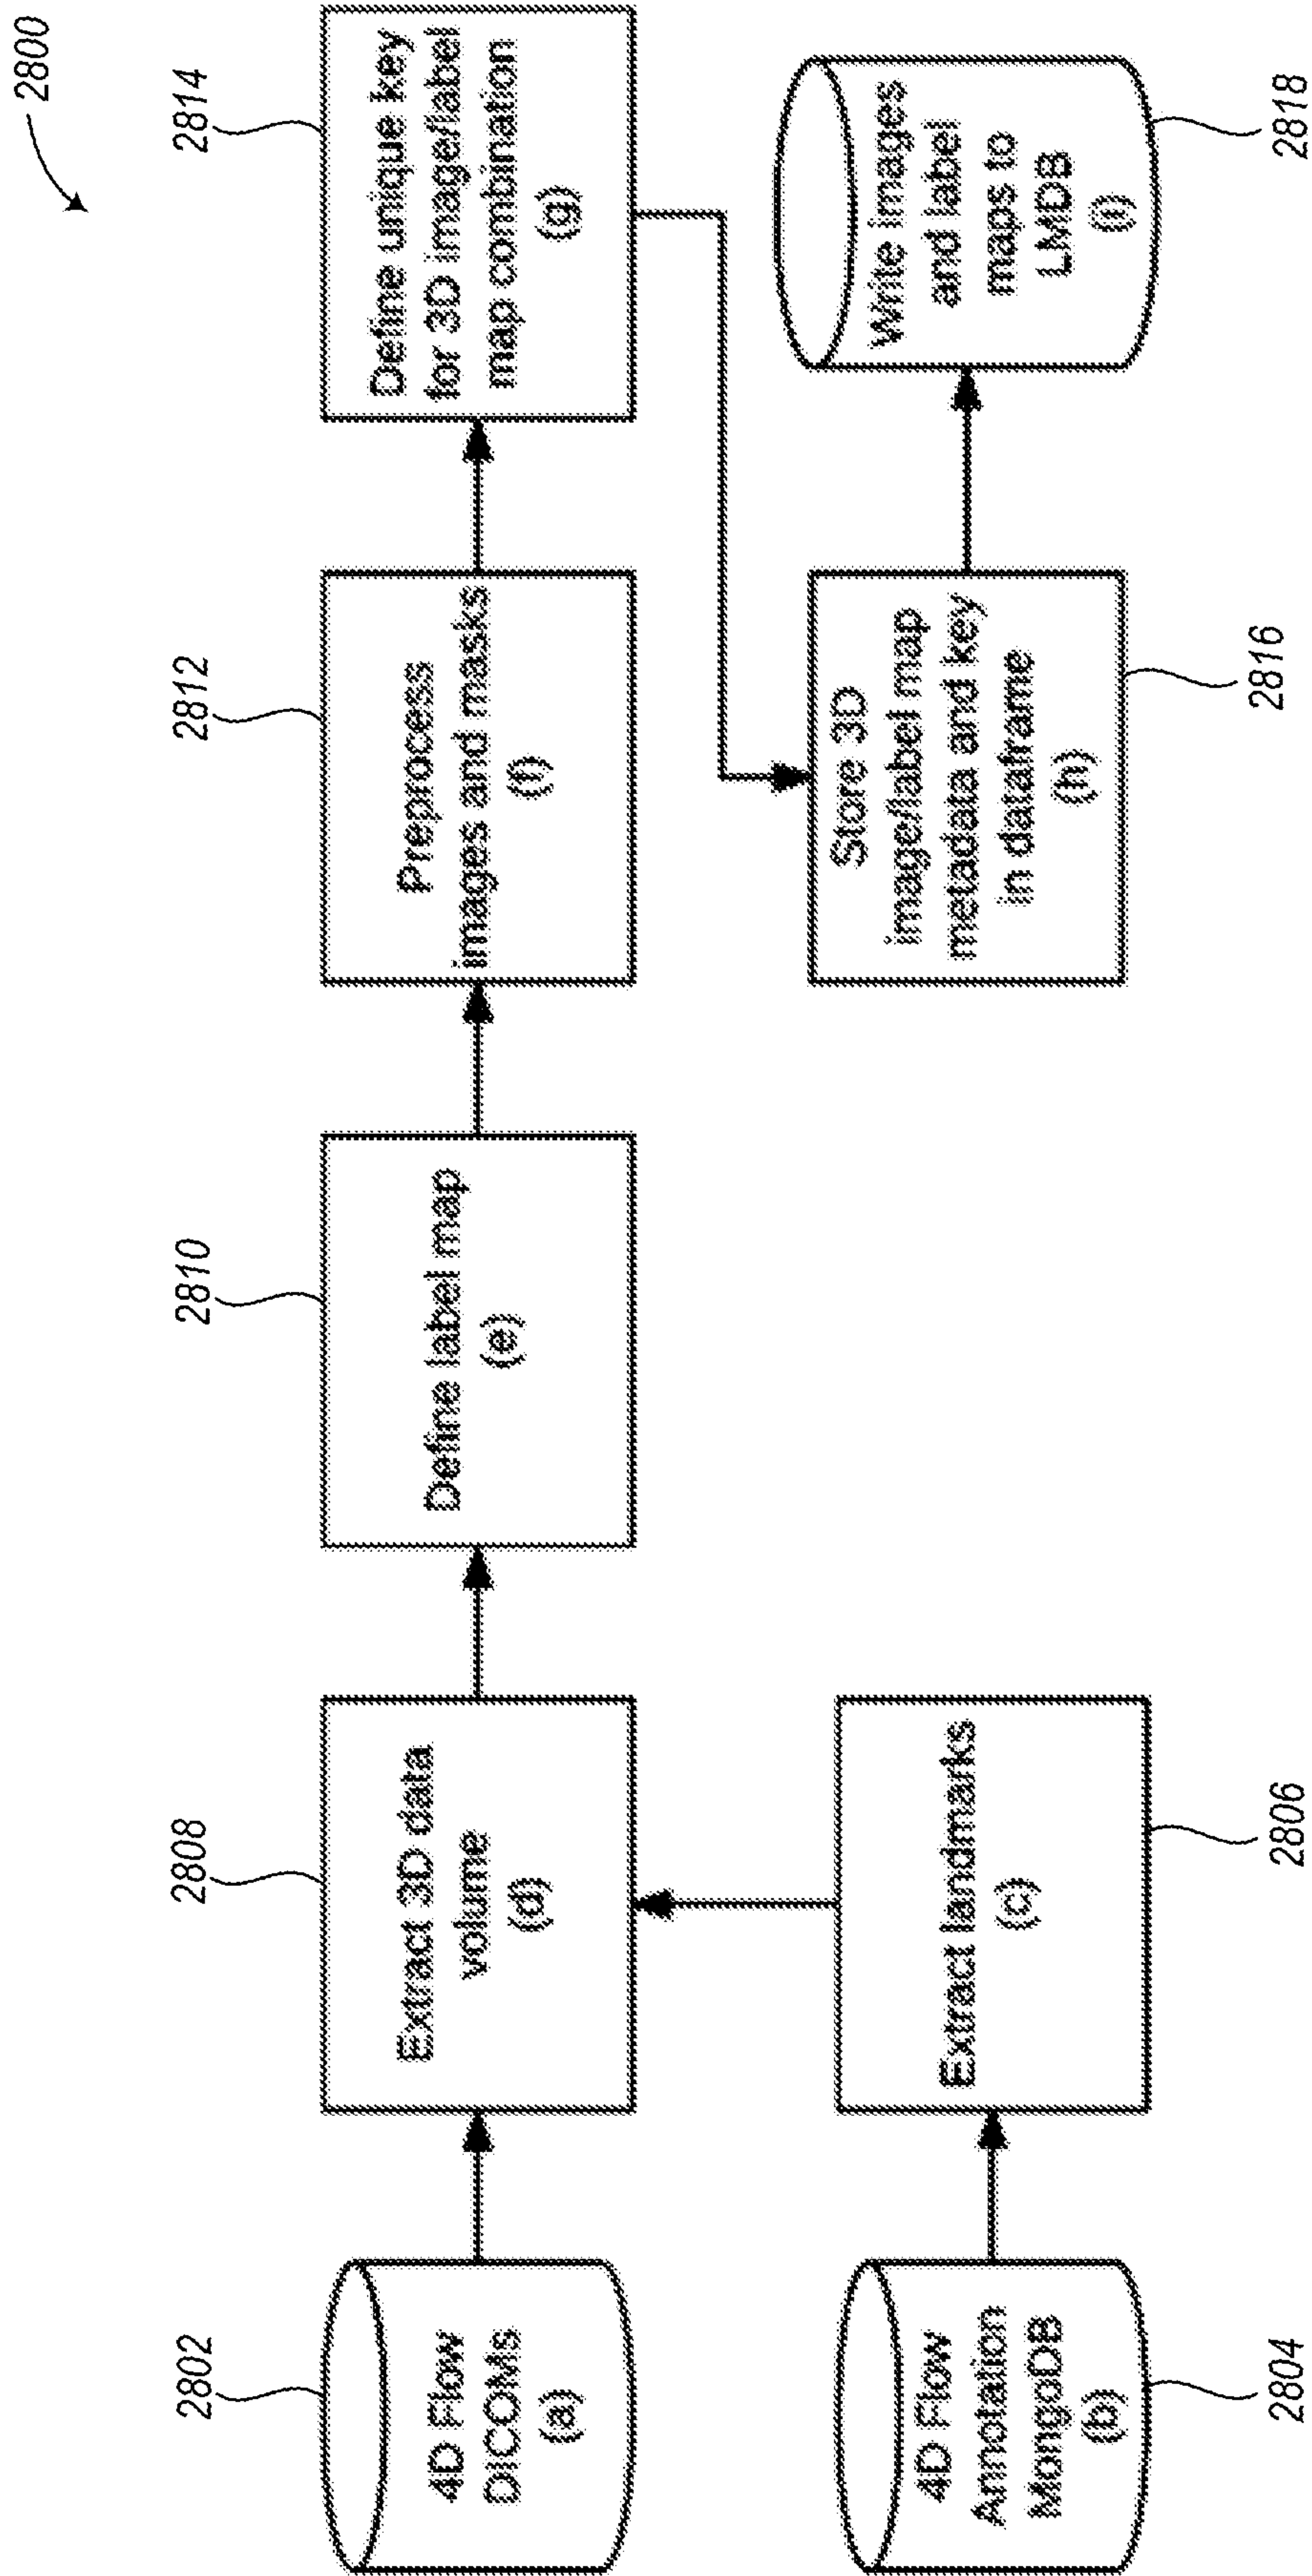 2800
2802
4D Flow
DICOMs
(a)
2808
Extract 3D data
volume
(d)
2810
Define label map
(e)
2812
Preprocess
images and masks
(f)
2814
Define unique key
for 3D image/label
map combination
(g)
4D Flow
Annotation
MongoDB
(b)
2804
Extract landmarks
(c)
2806
Store 3D
image/label map
metadata and key
in dataframe
(h)
2816
Write images
and label
maps to
LMDB
(i)
2818